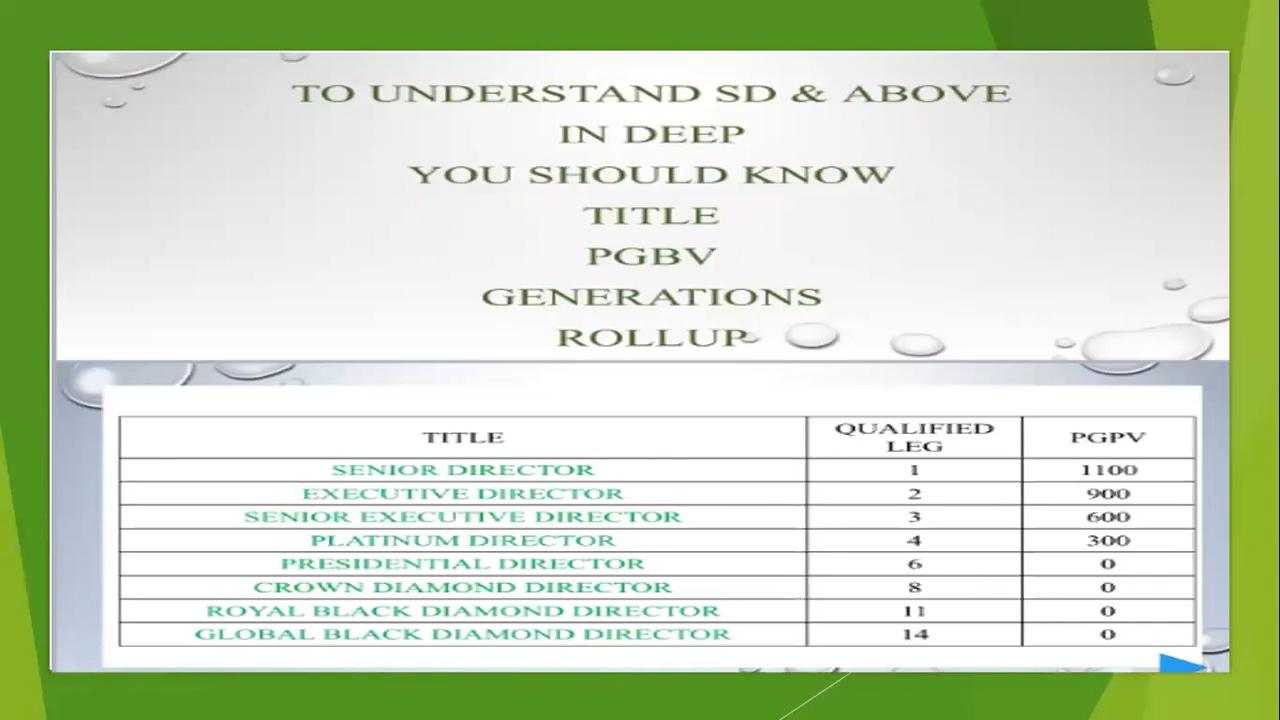 TO UNDERSTAND SD & ABOVE
IN DEEP
YOU SHOULD KNOW
TITLE
PGBV
GENERATIONS
ROLLUP
TITLE QUALIFIED LEG PGPV
SENIOR DIRECTOR 1 1100
EXECUTIVE DIRECTOR 2 900
SENIOR EXECUTIVE DIRECTOR 3 600
PLATINUM DIRECTOR 4 300
PRESIDENTIAL DIRECTOR 6 0
CROWN DIAMOND DIRECTOR 8 0
ROYAL BLACK DIAMOND DIRECTOR 11 0
GLOBAL BLACK DIAMOND DIRECTOR 14 0